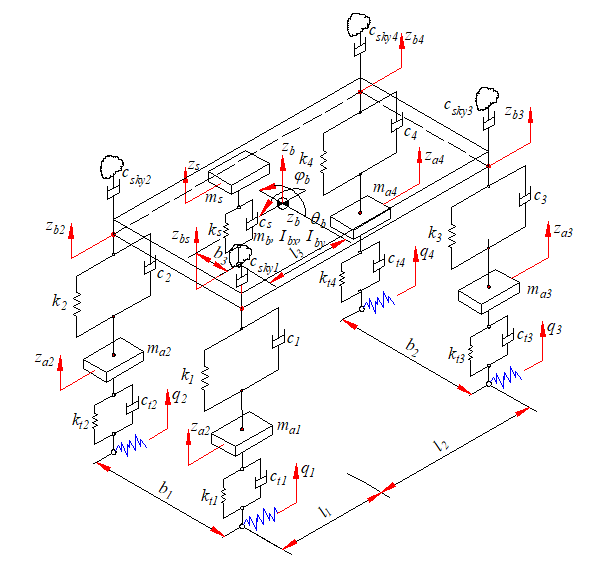 c_sky4
z_b4
c_sky3
z_b3
c_sky2
z_s
z_b
k_4
c_4
z_a4
φ_b
m_s
m_a4
c_3
z_b2
z_bs
k_s
c_s
z_b
θ_b
m_b, I_bx, I_by
k_3
z_a3
b_3
c_sky1
l_3
q_4
c_2
k_t4
c_t4
k_2
m_a3
c_1
q_3
z_a2
m_a2
k_1
b_2
k_t3
c_t3
q_2
c_t2
k_t2
z_a2
m_a1
l_2
b_1
q_1
k_t1
c_t1
l_1